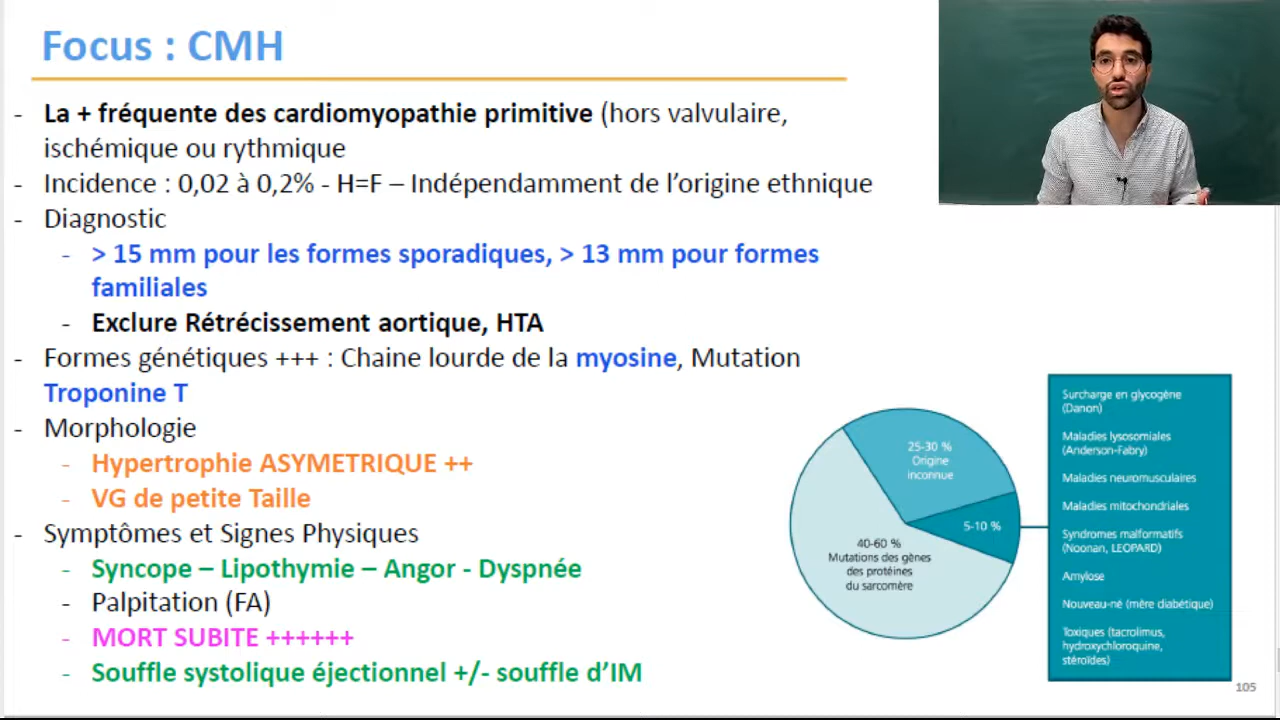 Focus : CMH
- La + fréquente des cardiomyopathie primitive (hors valvulaire,
ischémique ou rythmique
- Incidence : 0,02 à 0,2% - H=F – Indépendamment de l'origine ethnique
- Diagnostic
- > 15 mm pour les formes sporadiques, > 13 mm pour formes
familiales
- Exclure Rétrécissement aortique, HTA
- Formes génétiques +++ : Chaine lourde de la myosine, Mutation
Troponine T
- Morphologie
- Hypertrophie ASYMETRIQUE ++
- VG de petite Taille
- Symptômes et Signes Physiques
- Syncope – Lipothymie – Angor - Dyspnée
- Palpitation (FA)
- MORT SUBITE ++++++
- Souffle systolique éjectionnel +/- souffle d'IM
25-30 %
Origine
inconnue
5-10 %
40-60 %
Mutations des gènes
des protéines
du sarcomère
Surcharge en glycogène
(Danon)
Maladies lysosomiales
(Anderson-Fabry)
Maladies neuromusculaires
Maladies mitochondriales
Syndromes malformatifs
(Noonan, LEOPARD)
Amylose
Nouveau-né (mère diabétique)
Toxiques (tacrolimus,
hydroxychloroquine,
stéroïdes)
105